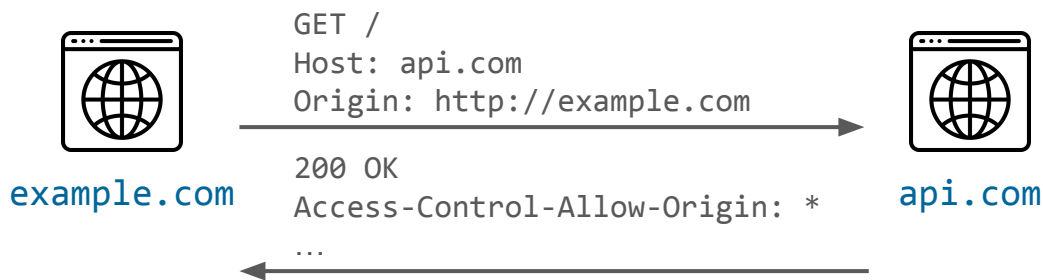 GET /
Host: api.com
Origin: http://example.com
example.com
200 OK
Access-Control-Allow-Origin: *
...
api.com